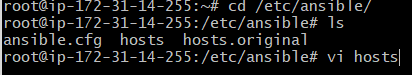 root@ip-172-31-14-255:~# cd /etc/ansible/
root@ip-172-31-14-255:/etc/ansible# ls
ansible.cfg  hosts  hosts.original
root@ip-172-31-14-255:/etc/ansible# vi hosts